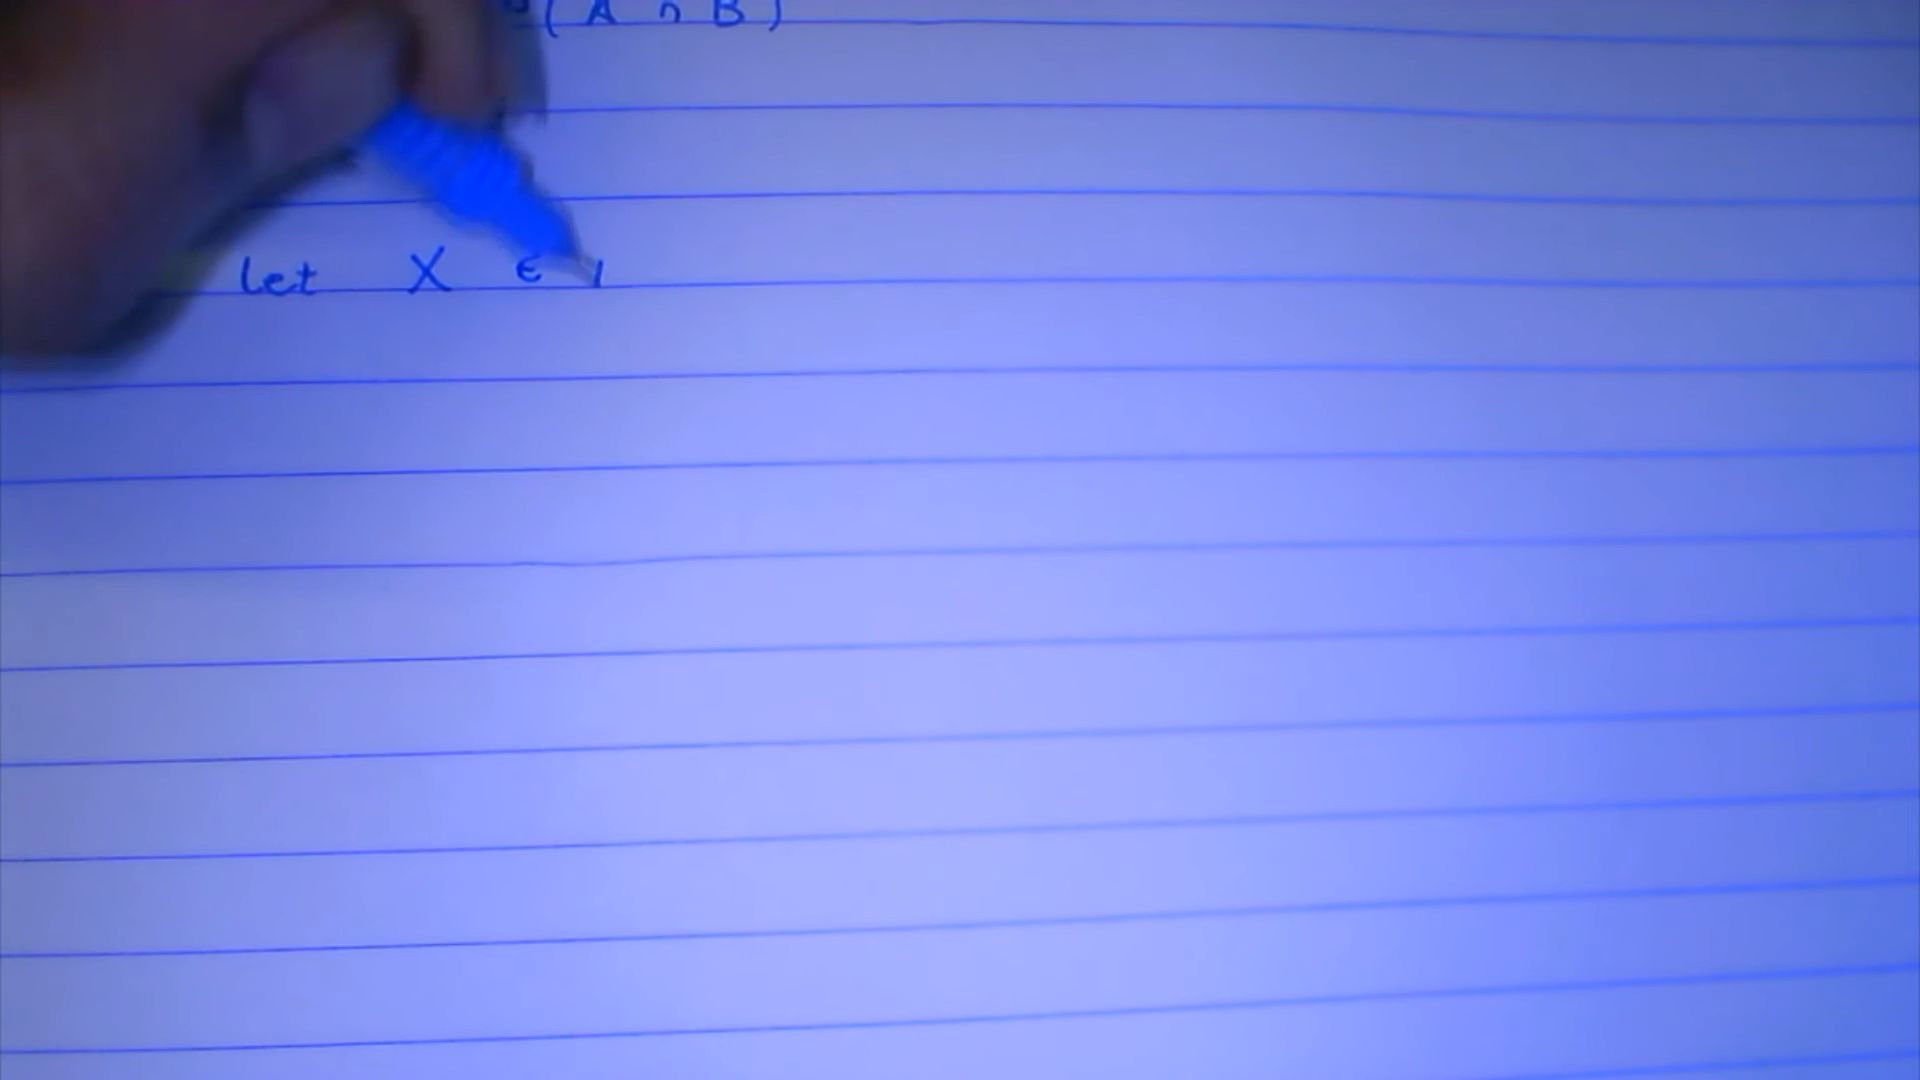 ( A ∩ B )
let X ∈